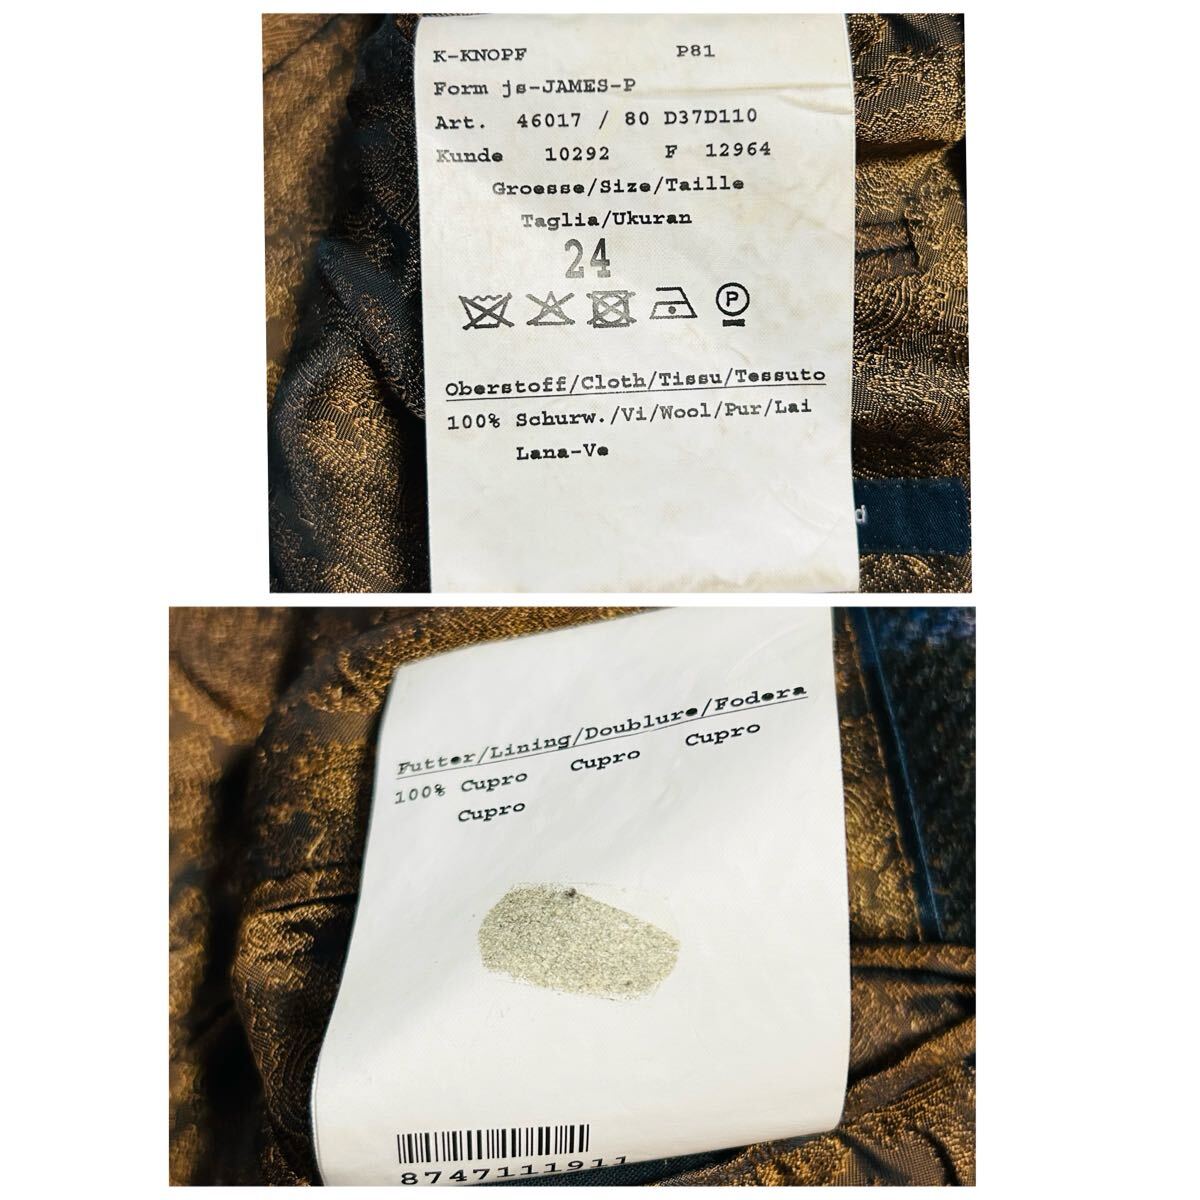 K-KNOPF P81
Form js-JAMES-P
Art. 46017 / 80 D37D110
Kunde 10292 F 12964
Groesse/Size/Taille
Taglia/Ukuran
24
P
Oberstoff/Cloth/Tissu/Tessuto
100% Schurw./Vi/Wool/Pur/Lai
Lana-Ve
d
Futter/Lining/Doublure/Fodera
100% Cupro Cupro Cupro
Cupro
8747111911